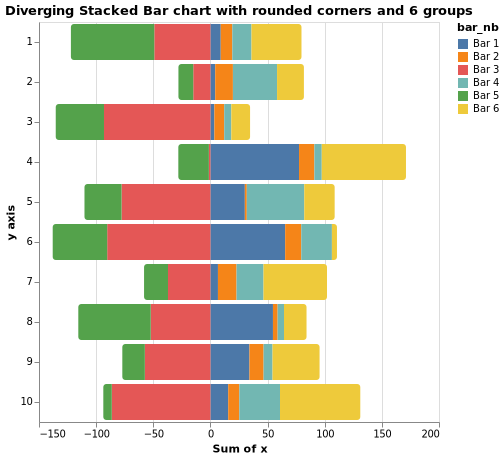 Diverging Stacked Bar chart with rounded corners and 6 groups
bar_nb
Bar 1
Bar 2
Bar 3
Bar 4
Bar 5
Bar 6
y axis
1
2
3
4
5
6
7
8
9
10
−150 −100 −50 0 50 100 150 200
Sum of x